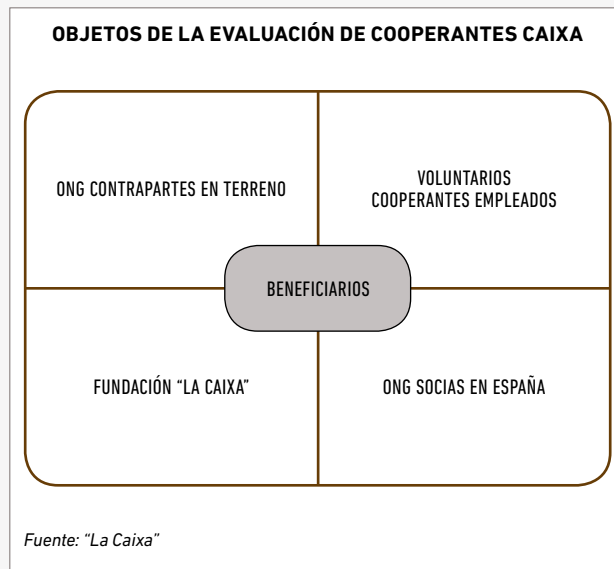 OBJETOS DE LA EVALUACIÓN DE COOPERANTES CAIXA
ONG CONTRAPARTES EN TERRENO
VOLUNTARIOS
COOPERANTES EMPLEADOS
BENEFICIARIOS
FUNDACIÓN "LA CAIXA"
ONG SOCIAS EN ESPAÑA
Fuente: "La Caixa"